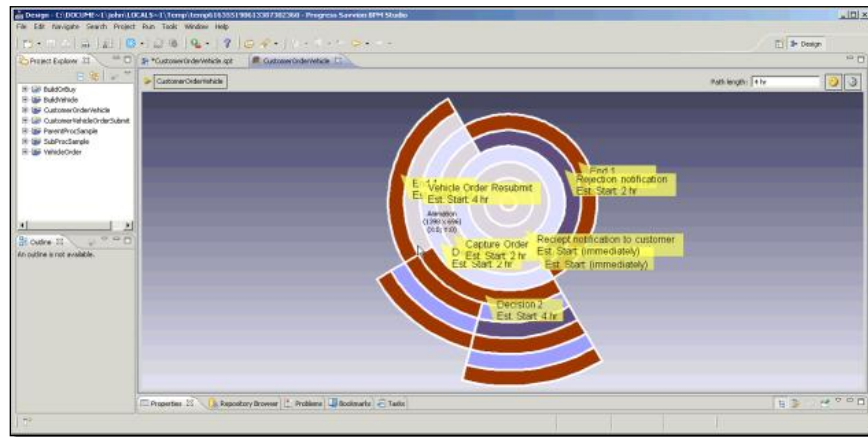 Design - C:\DOCUME~1\john\LOCALS~1\Temp\temp616355198613307382360 - Progress Savvion BPM Studio
File Edit Navigate Search Project Run Tools Window Help
Design
Project Explorer
*CustomerOrderVehicle.spt
CustomerOrderVehicle
CustomerOrderVehicle
Path length: 4 hr
BuildOrBuy
BuildVehicle
CustomerOrderVehicle
CustomerVehicleOrderSubmit
ParentProcSample
SubProcSample
VehicleOrder
End 1
Rejection notification
Est. Start: 2 hr
Vehicle Order Resubmit
Est. Start: 4 hr
Animation
Capture Order
Est. Start: 2 hr
Est. Start: 2 hr
Reciept notification to customer
Est. Start: (immediately)
Est. Start: (immediately)
Decision 2
Est. Start: 4 hr
Outline
An outline is not available.
Properties
Repository Browser
Problems
Bookmarks
Tasks